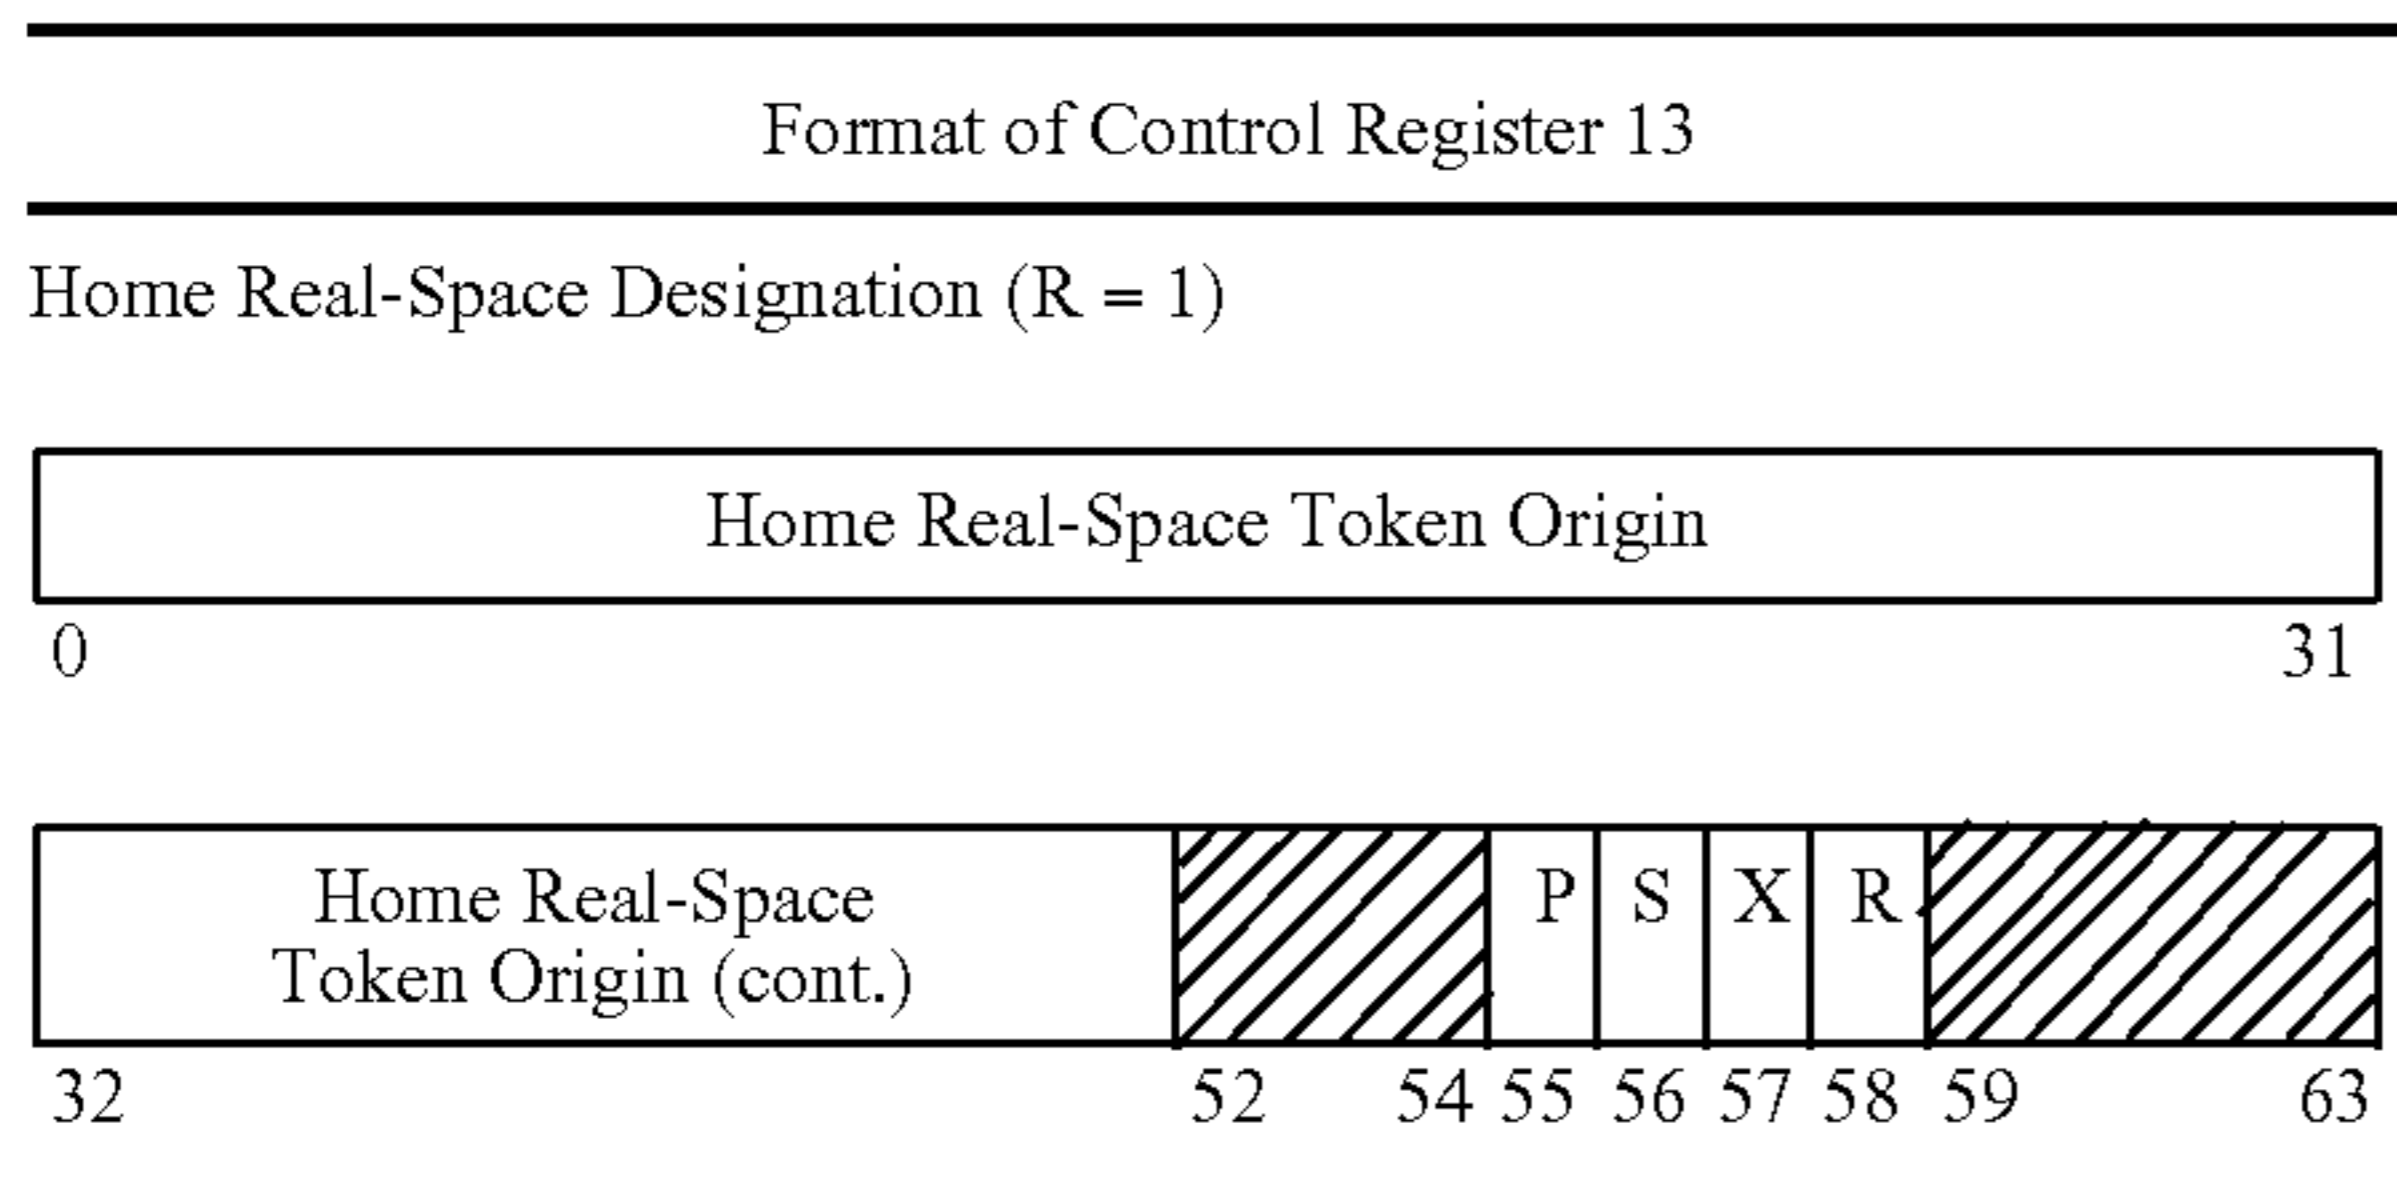 Format of Control Register 13
Home Real-Space Designation (R = 1)
Home Real-Space Token Origin
0 31
Home Real-Space
Token Origin (cont.)
P S X R
32 52 54 55 56 57 58 59 63